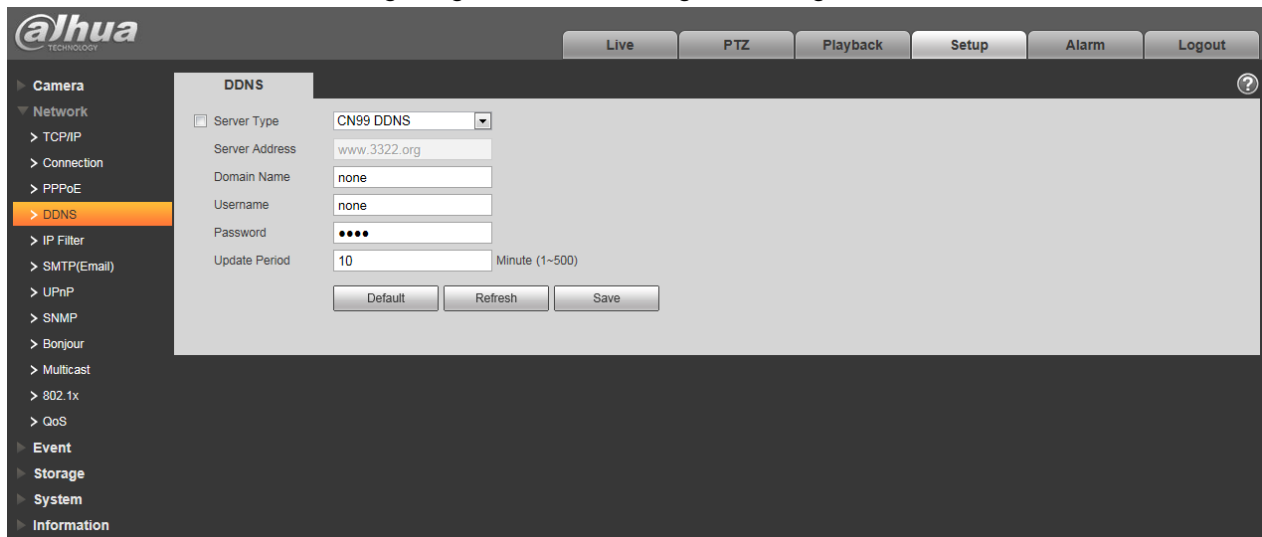 alhua
TECHNOLOGY
Live PTZ Playback Setup Alarm Logout
Camera
Network
> TCP/IP
> Connection
> PPPoE
> DDNS
> IP Filter
> SMTP(Email)
> UPnP
> SNMP
> Bonjour
> Multicast
> 802.1x
> QoS
Event
Storage
System
Information
DDNS
?
Server Type CN99 DDNS
Server Address www.3322.org
Domain Name none
Username none
Password ●●●●
Update Period 10 Minute (1~500)
Default Refresh Save